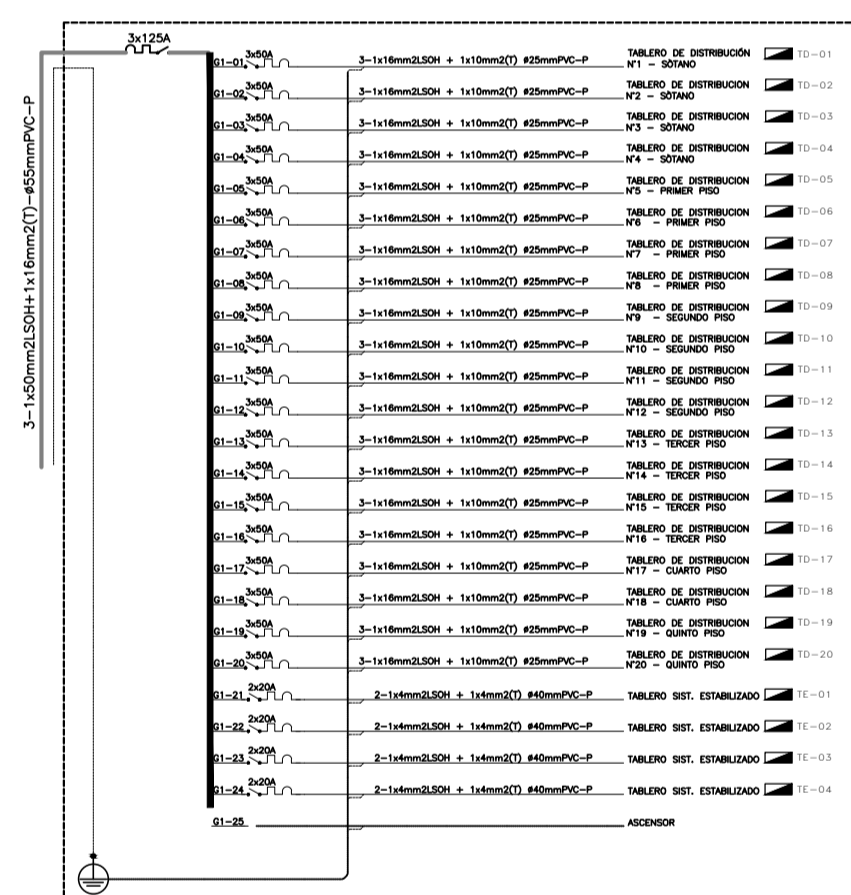 3x125A
3-1x50mm2LSOH+1x16mm2(T)-ø55mmPVC-P
G1-01 3x50A 3-1x16mm2LSOH + 1x10mm2(T) ø25mmPVC-P TABLERO DE DISTRIBUCIÓN TD-01
N°1 - SÓTANO
G1-02 3x50A 3-1x16mm2LSOH + 1x10mm2(T) ø25mmPVC-P TABLERO DE DISTRIBUCION TD-02
N°2 - SÓTANO
G1-03 3x50A 3-1x16mm2LSOH + 1x10mm2(T) ø25mmPVC-P TABLERO DE DISTRIBUCION TD-03
N°3 - SÓTANO
G1-04 3x50A 3-1x16mm2LSOH + 1x10mm2(T) ø25mmPVC-P TABLERO DE DISTRIBUCION TD-04
N°4 - SÓTANO
G1-05 3x50A 3-1x16mm2LSOH + 1x10mm2(T) ø25mmPVC-P TABLERO DE DISTRIBUCION TD-05
N°5 - PRIMER PISO
G1-06 3x50A 3-1x16mm2LSOH + 1x10mm2(T) ø25mmPVC-P TABLERO DE DISTRIBUCION TD-06
N°6 - PRIMER PISO
G1-07 3x50A 3-1x16mm2LSOH + 1x10mm2(T) ø25mmPVC-P TABLERO DE DISTRIBUCION TD-07
N°7 - PRIMER PISO
G1-08 3x50A 3-1x16mm2LSOH + 1x10mm2(T) ø25mmPVC-P TABLERO DE DISTRIBUCION TD-08
N°8 - PRIMER PISO
G1-09 3x50A 3-1x16mm2LSOH + 1x10mm2(T) ø25mmPVC-P TABLERO DE DISTRIBUCION TD-09
N°9 - SEGUNDO PISO
G1-10 3x50A 3-1x16mm2LSOH + 1x10mm2(T) ø25mmPVC-P TABLERO DE DISTRIBUCION TD-10
N°10 - SEGUNDO PISO
G1-11 3x50A 3-1x16mm2LSOH + 1x10mm2(T) ø25mmPVC-P TABLERO DE DISTRIBUCION TD-11
N°11 - SEGUNDO PISO
G1-12 3x50A 3-1x16mm2LSOH + 1x10mm2(T) ø25mmPVC-P TABLERO DE DISTRIBUCION TD-12
N°12 - SEGUNDO PISO
G1-13 3x50A 3-1x16mm2LSOH + 1x10mm2(T) ø25mmPVC-P TABLERO DE DISTRIBUCION TD-13
N°13 - TERCER PISO
G1-14 3x50A 3-1x16mm2LSOH + 1x10mm2(T) ø25mmPVC-P TABLERO DE DISTRIBUCION TD-14
N°14 - TERCER PISO
G1-15 3x50A 3-1x16mm2LSOH + 1x10mm2(T) ø25mmPVC-P TABLERO DE DISTRIBUCION TD-15
N°15 - TERCER PISO
G1-16 3x50A 3-1x16mm2LSOH + 1x10mm2(T) ø25mmPVC-P TABLERO DE DISTRIBUCION TD-16
N°16 - TERCER PISO
G1-17 3x50A 3-1x16mm2LSOH + 1x10mm2(T) ø25mmPVC-P TABLERO DE DISTRIBUCION TD-17
N°17 - CUARTO PISO
G1-18 3x50A 3-1x16mm2LSOH + 1x10mm2(T) ø25mmPVC-P TABLERO DE DISTRIBUCION TD-18
N°18 - CUARTO PISO
G1-19 3x50A 3-1x16mm2LSOH + 1x10mm2(T) ø25mmPVC-P TABLERO DE DISTRIBUCION TD-19
N°19 - QUINTO PISO
G1-20 3x50A 3-1x16mm2LSOH + 1x10mm2(T) ø25mmPVC-P TABLERO DE DISTRIBUCION TD-20
N°20 - QUINTO PISO
G1-21 2x20A 2-1x4mm2LSOH + 1x4mm2(T) ø40mmPVC-P TABLERO SIST. ESTABILIZADO TE-01
G1-22 2x20A 2-1x4mm2LSOH + 1x4mm2(T) ø40mmPVC-P TABLERO SIST. ESTABILIZADO TE-02
G1-23 2x20A 2-1x4mm2LSOH + 1x4mm2(T) ø40mmPVC-P TABLERO SIST. ESTABILIZADO TE-03
G1-24 2x20A 2-1x4mm2LSOH + 1x4mm2(T) ø40mmPVC-P TABLERO SIST. ESTABILIZADO TE-04
G1-25 ASCENSOR